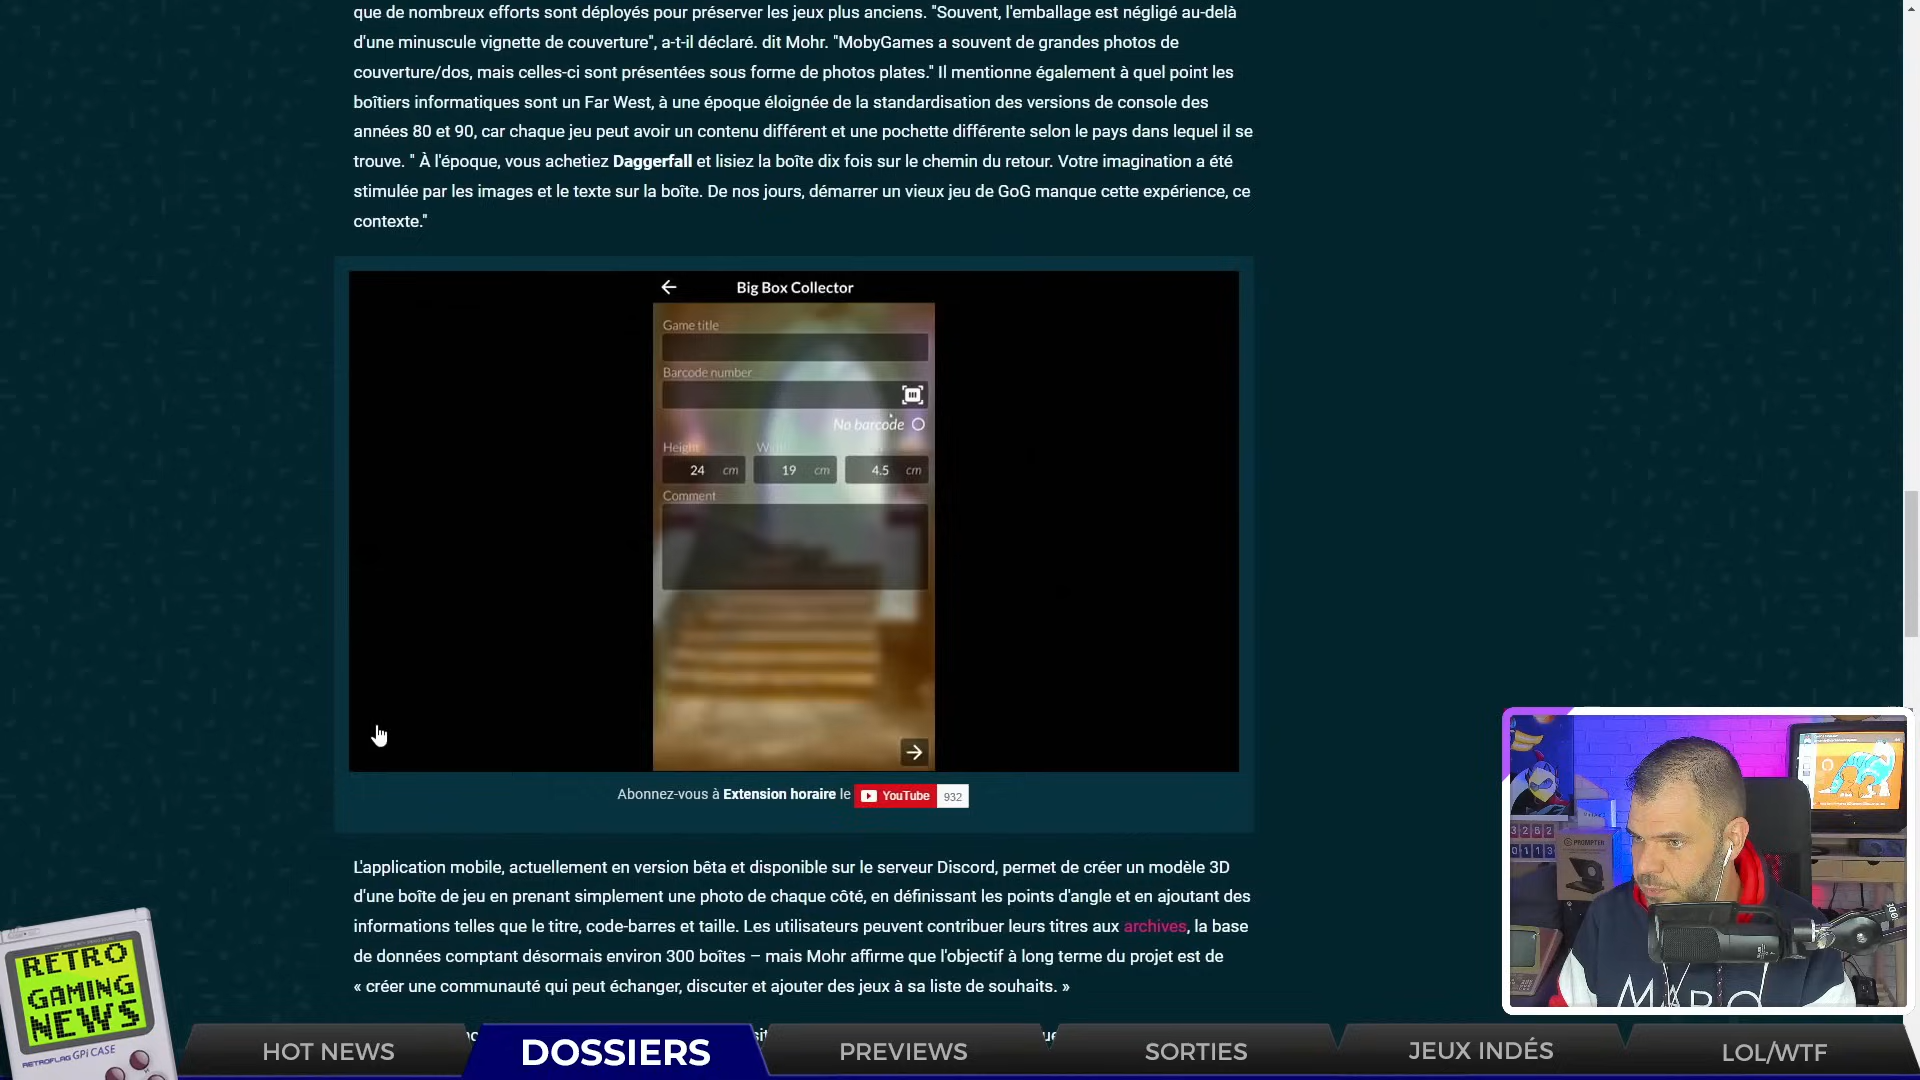 que de nombreux efforts sont déployés pour préserver les jeux plus anciens. "Souvent, l'emballage est négligé au-delà
d'une minuscule vignette de couverture", a-t-il déclaré. dit Mohr. "MobyGames a souvent de grandes photos de
couverture/dos, mais celles-ci sont présentées sous forme de photos plates." Il mentionne également à quel point les
boîtiers informatiques sont un Far West, à une époque éloignée de la standardisation des versions de console des
années 80 et 90, car chaque jeu peut avoir un contenu différent et une pochette différente selon le pays dans lequel il se
trouve. " À l'époque, vous achetiez Daggerfall et lisiez la boîte dix fois sur le chemin du retour. Votre imagination a été
stimulée par les images et le texte sur la boîte. De nos jours, démarrer un vieux jeu de GoG manque cette expérience, ce
contexte."
Big Box Collector
Game title
Barcode number
No barcode
Height
24 cm 19 cm 4.5 cm
Comment
Abonnez-vous à Extension horaire le YouTube 932
L'application mobile, actuellement en version bêta et disponible sur le serveur Discord, permet de créer un modèle 3D
d'une boîte de jeu en prenant simplement une photo de chaque côté, en définissant les points d'angle et en ajoutant des
informations telles que le titre, code-barres et taille. Les utilisateurs peuvent contribuer leurs titres aux archives, la base
de données comptant désormais environ 300 boîtes – mais Mohr affirme que l'objectif à long terme du projet est de
« créer une communauté qui peut échanger, discuter et ajouter des jeux à sa liste de souhaits. »
RETRO
GAMING
NEWS
RETROFLAG GPi CASE
HOT NEWS
DOSSIERS
PREVIEWS
SORTIES
JEUX INDÉS
LOL/WTF
PROMPTER